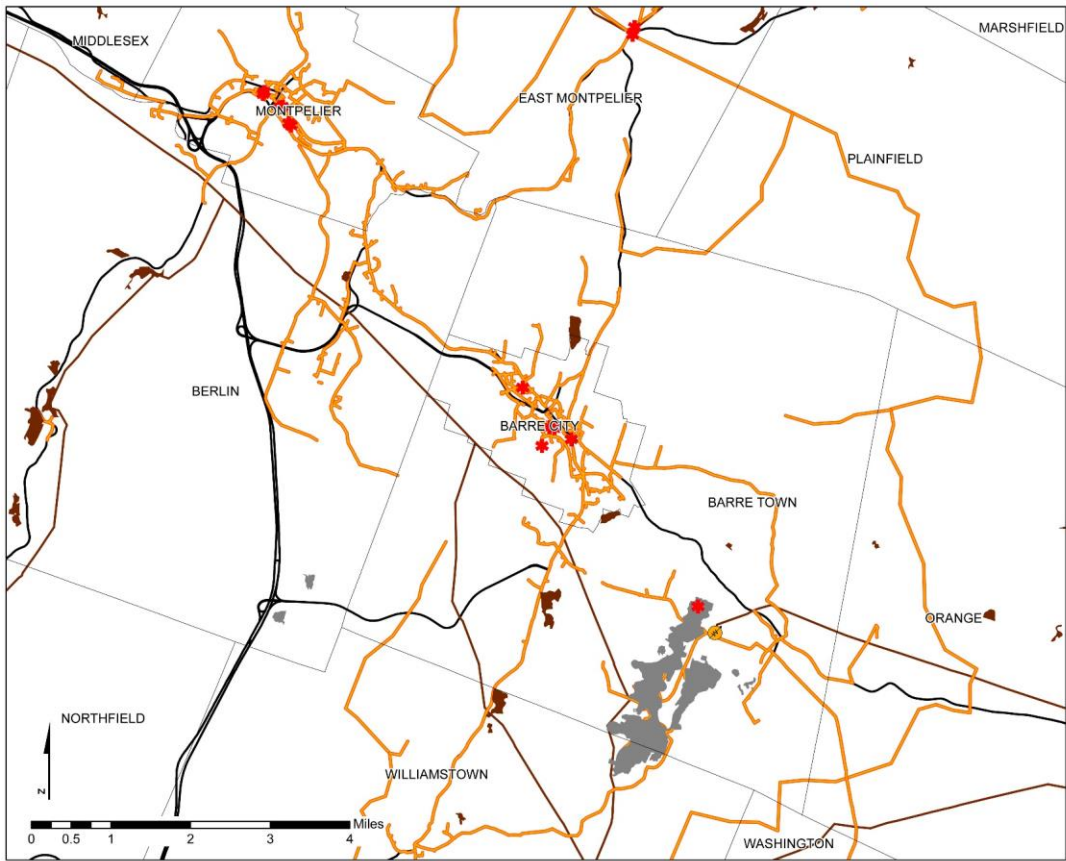 MIDDLESEX
MARSHFIELD
EAST MONTPELIER
MONTPELIER
PLAINFIELD
BERLIN
BARRE CITY
BARRE TOWN
ORANGE
NORTHFIELD
WILLIAMSTOWN
N
Miles
0 0.5 1 2 3 4
WASHINGTON